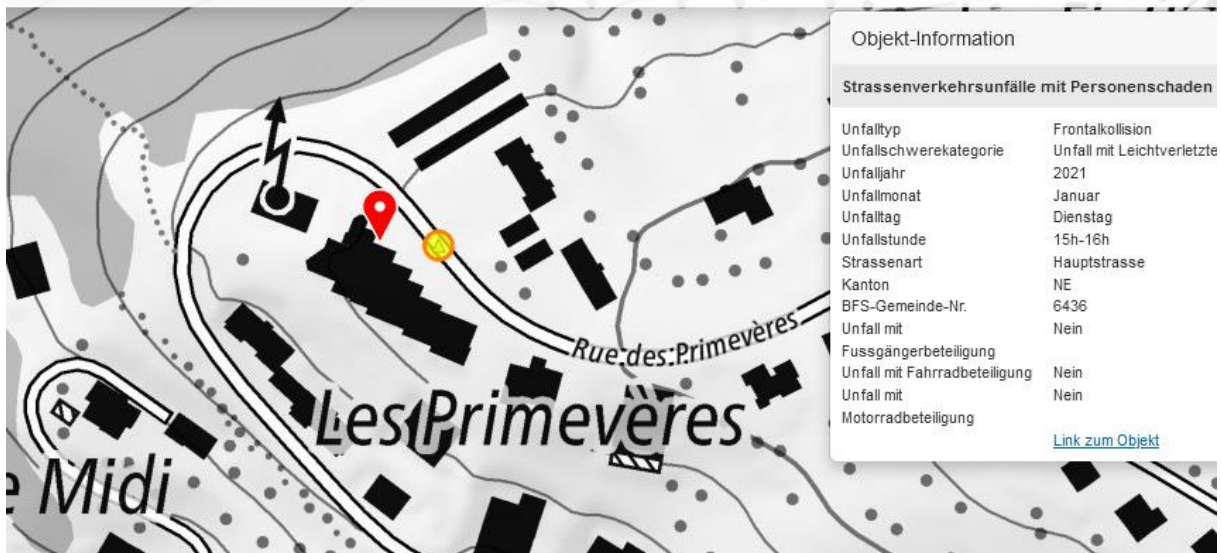 Objekt-Information
Strassenverkehrsunfälle mit Personenschaden
Unfalltyp Frontalkollision
Unfallschwerekategorie Unfall mit Leichtverletzte
Unfalljahr 2021
Unfallmonat Januar
Unfalltag Dienstag
Unfallstunde 15h-16h
Strassenart Hauptstrasse
Kanton NE
BFS-Gemeinde-Nr. 6436
Unfall mit Nein
Fussgängerbeteiligung
Unfall mit Fahrradbeteiligung Nein
Unfall mit Nein
Motorradbeteiligung
Link zum Objekt
Rue des Primevères
Les Primevères
e Midi